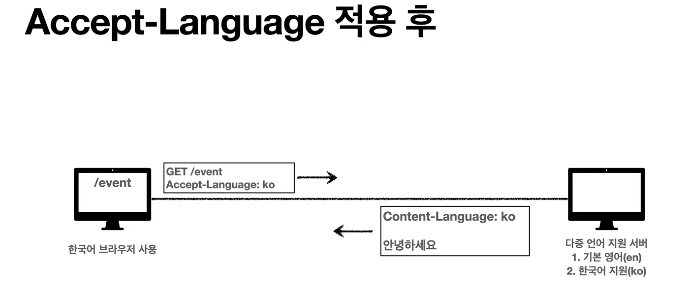 Accept-Language 적용 후
/event
GET /event
Accept-Language: ko
Content-Language: ko
안녕하세요
한국어 브라우저 사용
다중 언어 지원 서버
1. 기본 영어(en)
2. 한국어 지원(ko)